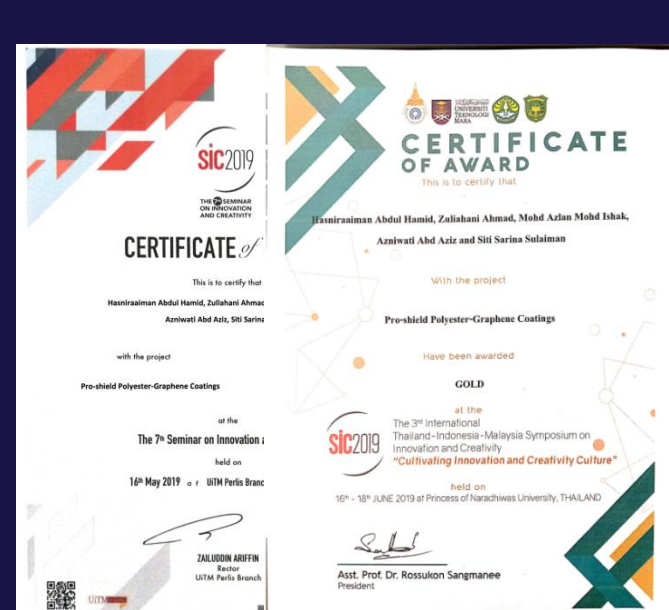 sic2019
THE 7th SEMINAR
ON INNOVATION
AND CREATIVITY
CERTIFICATE of
This is to certify that
Hasniraaiman Abdul Hamid, Zuliahani Ahmad
Azniwati Abd Aziz, Siti Sarina
with the project
Pro-shield Polyester-Graphene Coatings
at the
The 7th Seminar on Innovation a
held on
16th May 2019 at UiTM Perlis Branc
ZAILUDDIN ARIFFIN
Rector
UiTM Perlis Branch
UNIVERSITI
TEKNOLOGI
MARA
CERTIFICATE
OF AWARD
This is to certify that
Hasniraaiman Abdul Hamid, Zuliahani Ahmad, Mohd Azlan Mohd Ishak,
Azniwati Abd Aziz and Siti Sarina Sulaiman
With the project
Pro-shield Polyester-Graphene Coatings
Have been awarded
GOLD
at the
sic2019
The 3rd International
Thailand-Indonesia-Malaysia Symposium on
Innovation and Creativity
"Cultivating Innovation and Creativity Culture"
held on
16th - 18th JUNE 2019 at Princess of Naradhiwas University, THAILAND
Asst. Prof. Dr. Rossukon Sangmanee
President